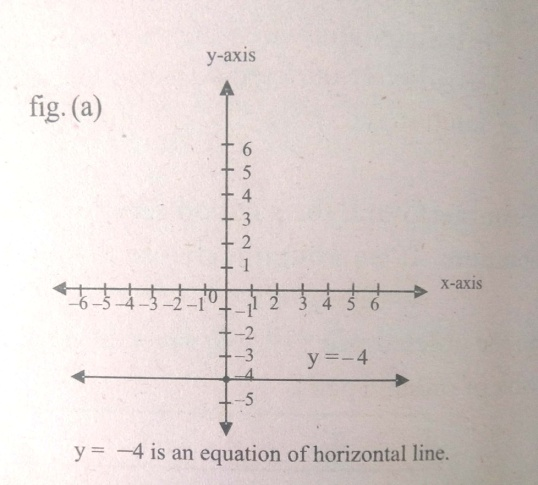 y-axis
fig. (a)
6
5
4
3
2
1
x-axis
–6 –5 –4 –3 –2 –1 0 1 2 3 4 5 6
–1
–2
–3
y = – 4
–4
–5
y = –4 is an equation of horizontal line.